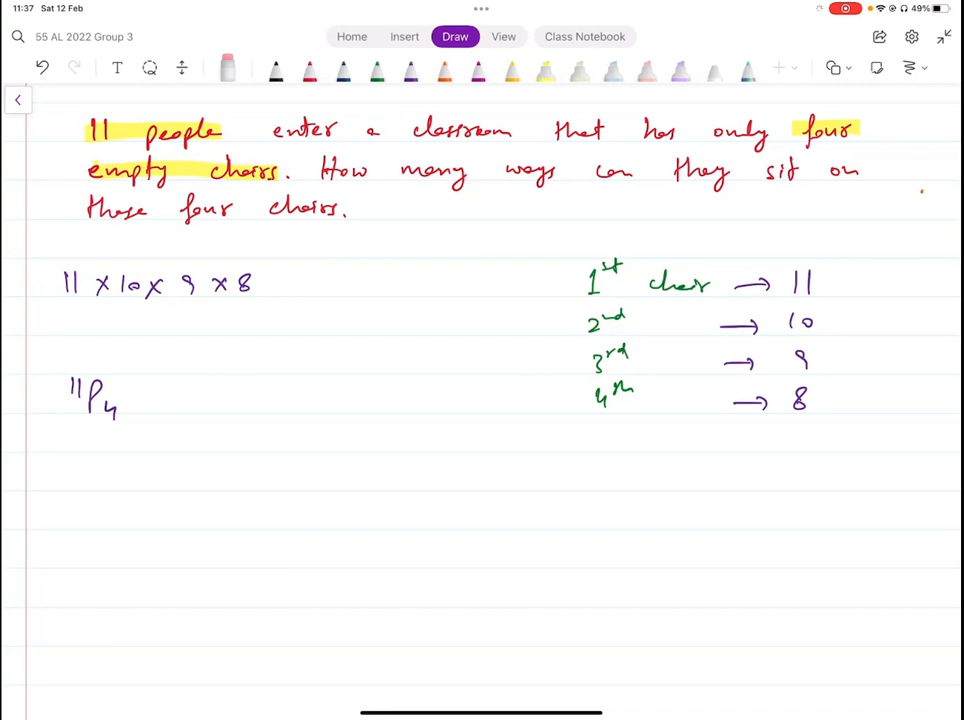 11:37 Sat 12 Feb
49%
55 AL 2022 Group 3
Home Insert Draw View Class Notebook
11 people enter a classroom that has only four
empty chairs. How many ways can they sit on
these four chairs.
11 x 10 x 9 x 8
1st chair → 11
2nd → 10
3rd → 9
4th → 8
¹¹P₄